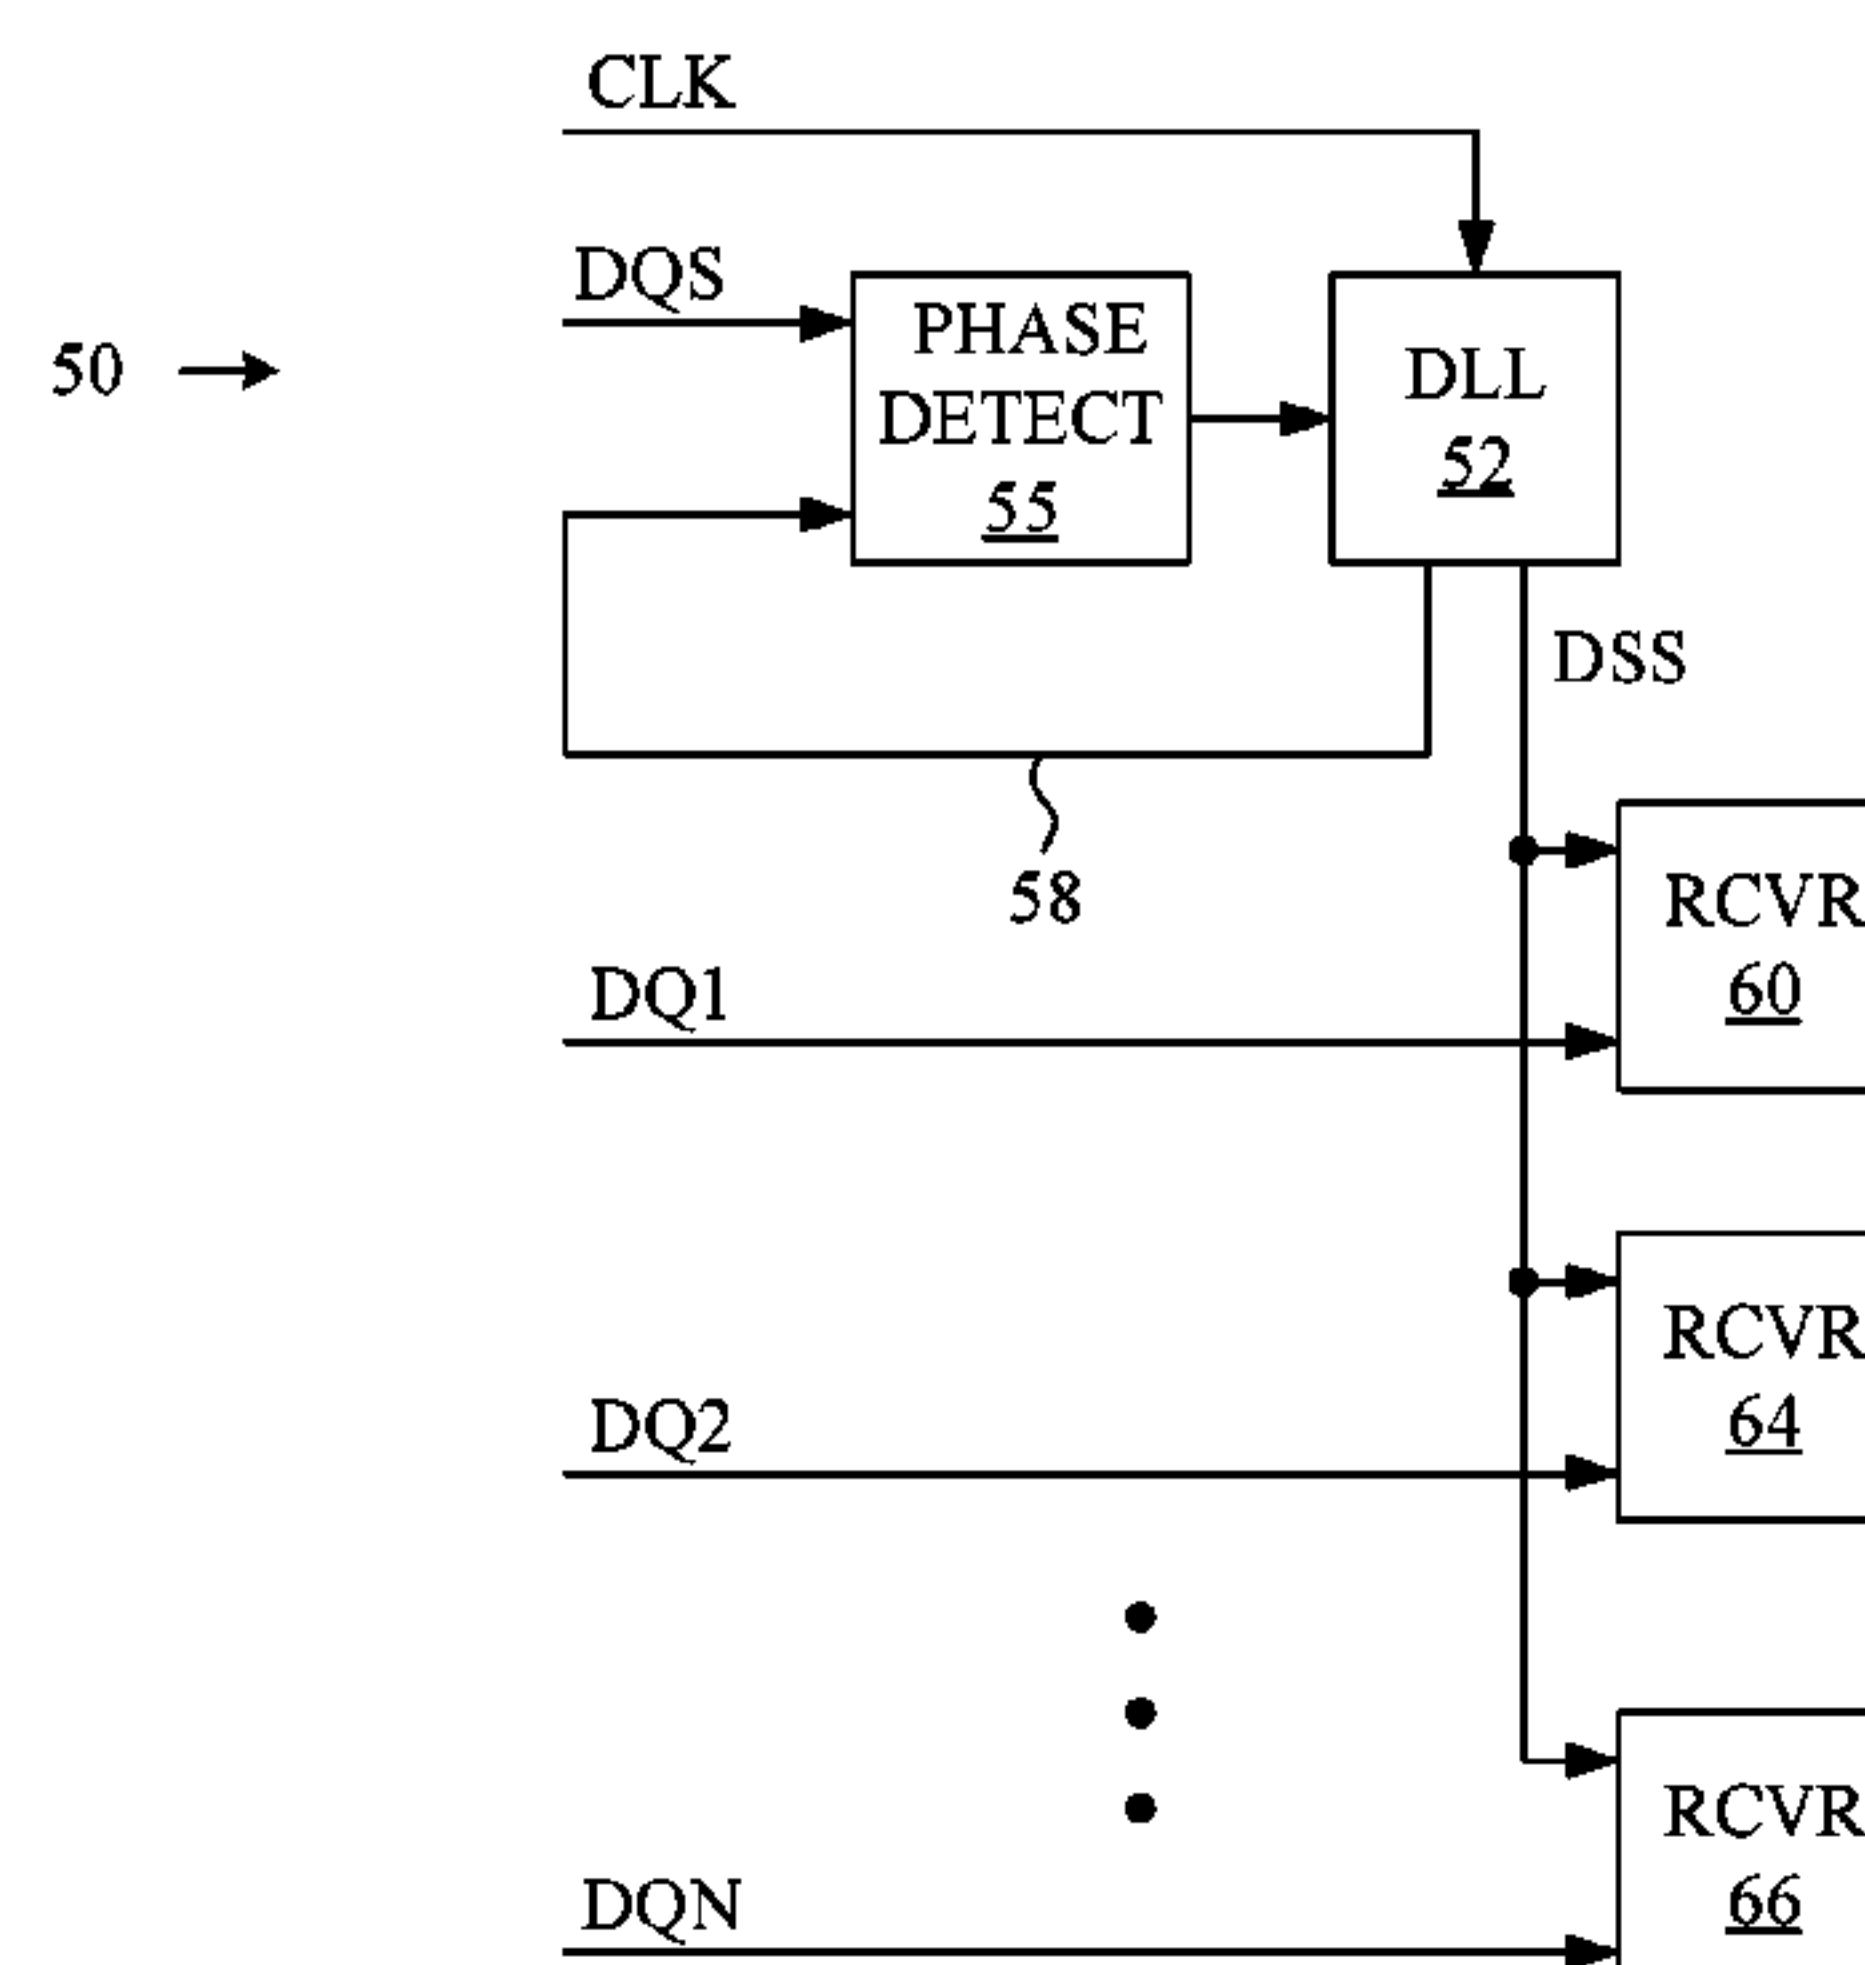 CLK
DQS
50
PHASE
DETECT
55
DLL
52
DSS
58
RCVR
60
DQ1
RCVR
64
DQ2
RCVR
66
DQN